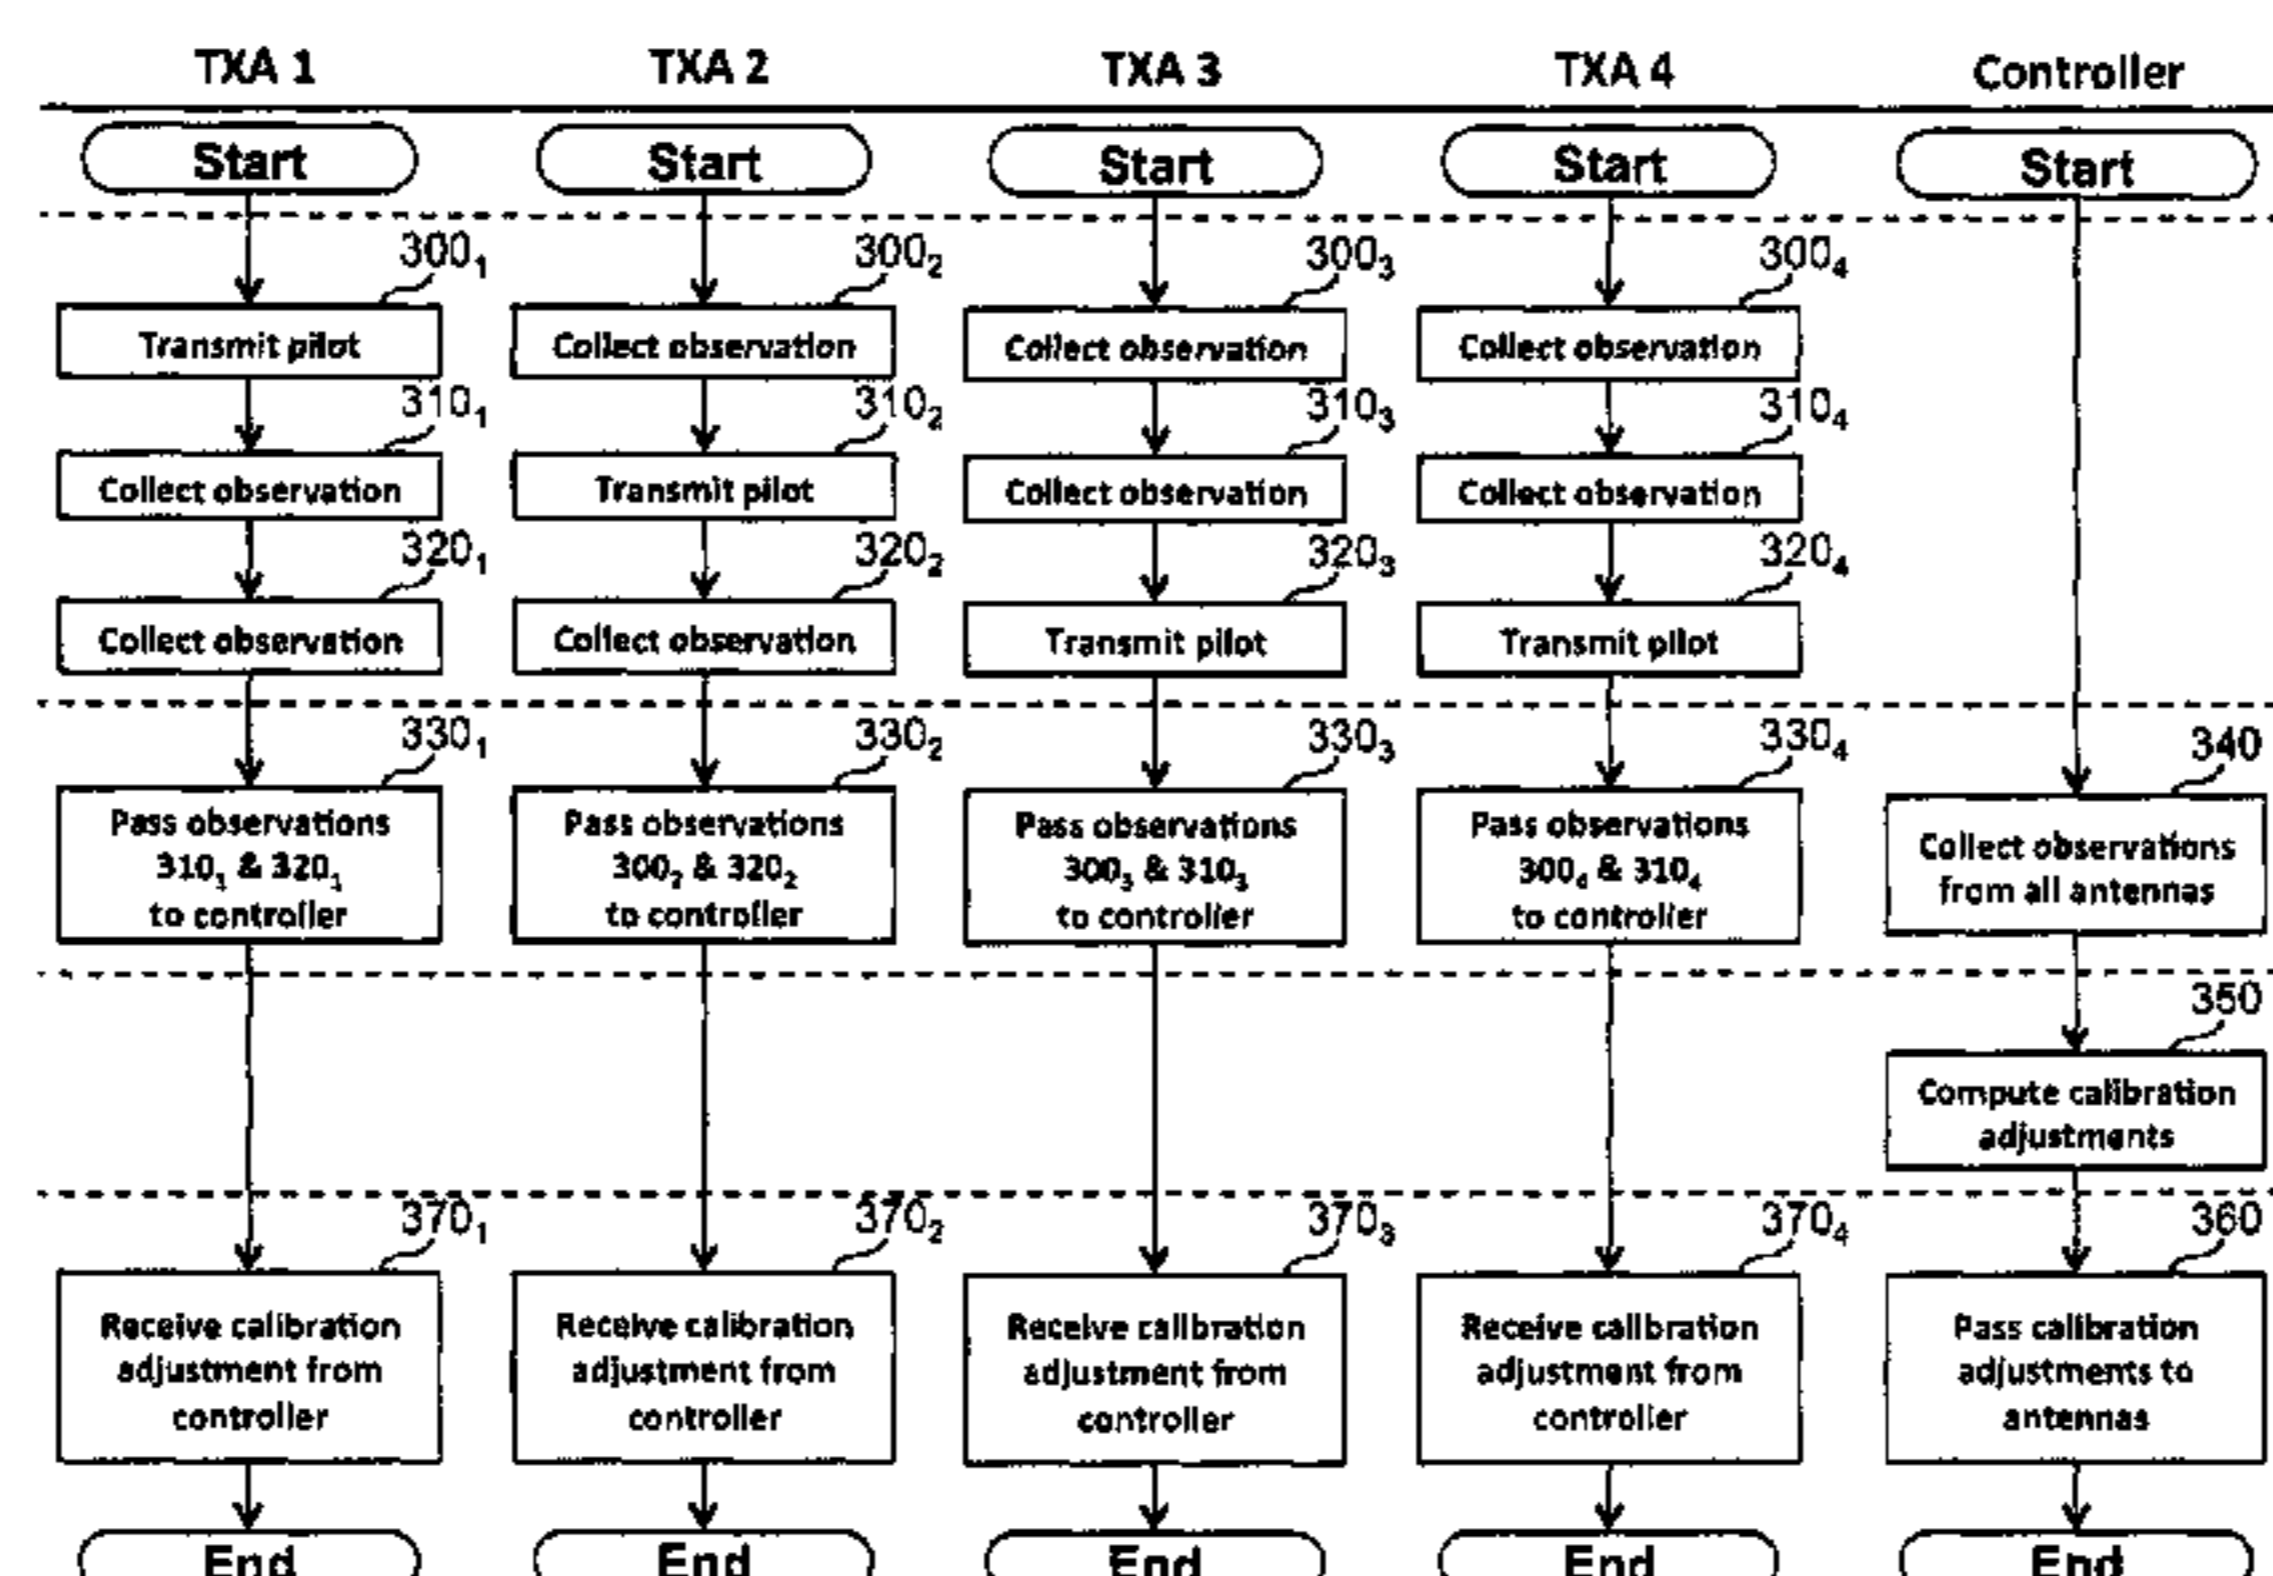 TXA 1 TXA 2 TXA 3 TXA 4 Controller
Start Start Start Start Start
300₁ 300₂ 300₃ 300₄
Transmit pilot Collect observation Collect observation Collect observation
310₁ 310₂ 310₃ 310₄
Collect observation Transmit pilot Collect observation Collect observation
320₁ 320₂ 320₃ 320₄
Collect observation Collect observation Transmit pilot Transmit pilot
330₁ 330₂ 330₃ 330₄ 340
Pass observations
310₁ & 320₁
to controller
Pass observations
300₂ & 320₂
to controller
Pass observations
300₃ & 310₃
to controller
Pass observations
300₄ & 310₄
to controller
Collect observations
from all antennas
350
Compute calibration
adjustments
370₁ 370₂ 370₃ 370₄ 360
Receive calibration
adjustment from
controller
Receive calibration
adjustment from
controller
Receive calibration
adjustment from
controller
Receive calibration
adjustment from
controller
Pass calibration
adjustments to
antennas
End End End End End